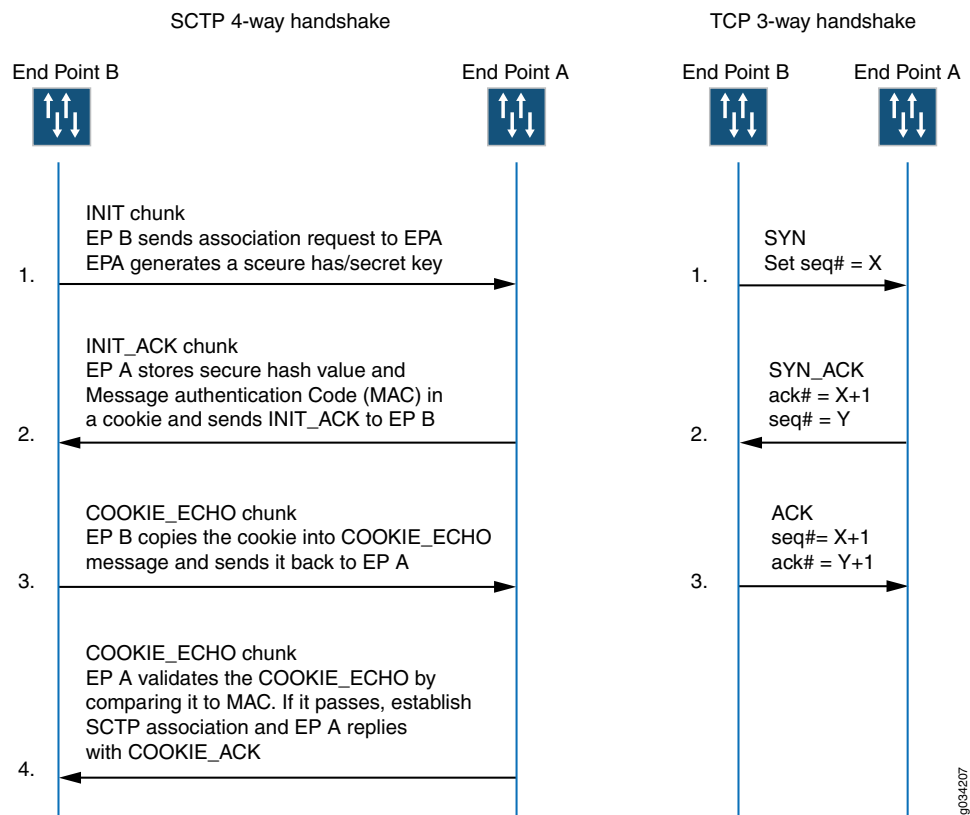 SCTP 4-way handshake
End Point B
End Point A
INIT chunk
EP B sends association request to EPA
EPA generates a sceure has/secret key
1.
INIT_ACK chunk
EP A stores secure hash value and
Message authentication Code (MAC) in
a cookie and sends INIT_ACK to EP B
2.
COOKIE_ECHO chunk
EP B copies the cookie into COOKIE_ECHO
message and sends it back to EP A
3.
COOKIE_ECHO chunk
EP A validates the COOKIE_ECHO by
comparing it to MAC. If it passes, establish
SCTP association and EP A replies
with COOKIE_ACK
4.
TCP 3-way handshake
End Point B
End Point A
SYN
Set seq# = X
1.
SYN_ACK
ack# = X+1
seq# = Y
2.
ACK
seq#= X+1
ack# = Y+1
3.
g034207